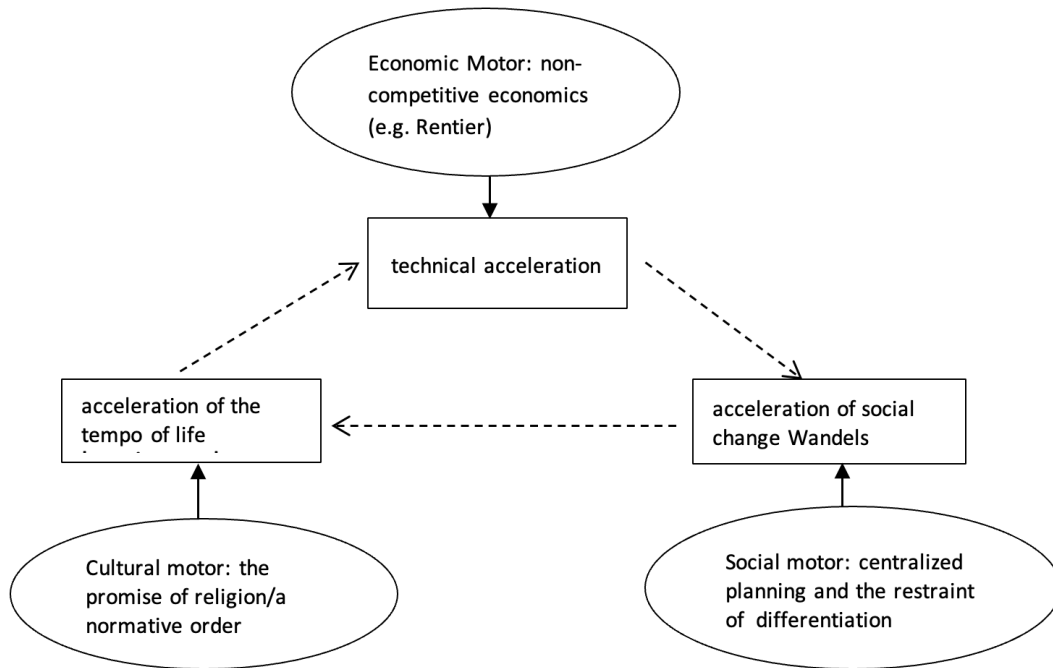 Economic Motor: non-
competitive economics
(e.g. Rentier)
technical acceleration
acceleration of the
tempo of life
acceleration of social
change Wandels
Cultural motor: the
promise of religion/a
normative order
Social motor: centralized
planning and the restraint
of differentiation